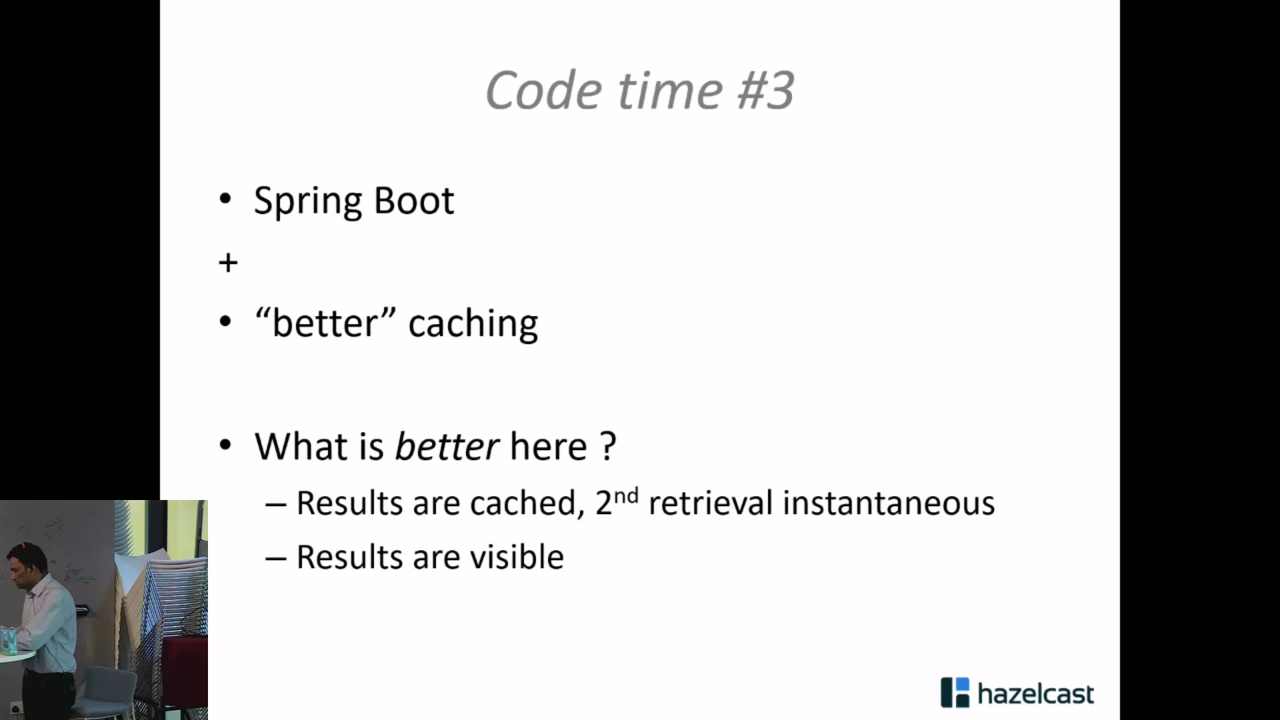 Code time #3
• Spring Boot
+
• “better” caching
• What is better here ?
– Results are cached, 2nd retrieval instantaneous
– Results are visible
hazelcast